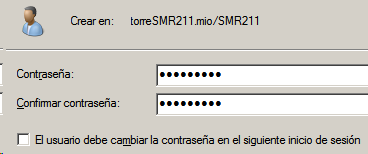 Crear en: torreSMR211.mio/SMR211
Contraseña: •••••••••
Confirmar contraseña: •••••••••
El usuario debe cambiar la contraseña en el siguiente inicio de sesión